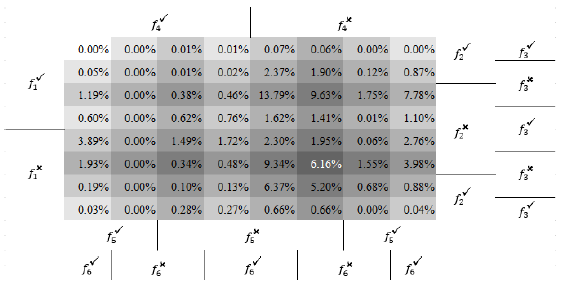 f4✓ f4✖
0.00% 0.00% 0.01% 0.01% 0.07% 0.06% 0.00% 0.00% f2✓ f3✓
0.05% 0.00% 0.01% 0.02% 2.37% 1.90% 0.12% 0.87%
f1✓ f3✖
1.19% 0.00% 0.38% 0.46% 13.79% 9.63% 1.75% 7.78%
0.60% 0.00% 0.62% 0.76% 1.62% 1.41% 0.01% 1.10% f2✖ f3✓
3.89% 0.00% 1.49% 1.72% 2.30% 1.95% 0.06% 2.76%
f1✖ 1.93% 0.00% 0.34% 0.48% 9.34% 6.16% 1.55% 3.98% f3✖
0.19% 0.00% 0.10% 0.13% 6.37% 5.20% 0.68% 0.88% f2✓
0.03% 0.00% 0.28% 0.27% 0.66% 0.66% 0.00% 0.04% f3✓
f5✓ f5✖ f5✓
f6✓ f6✖ f6✓ f6✖ f6✓